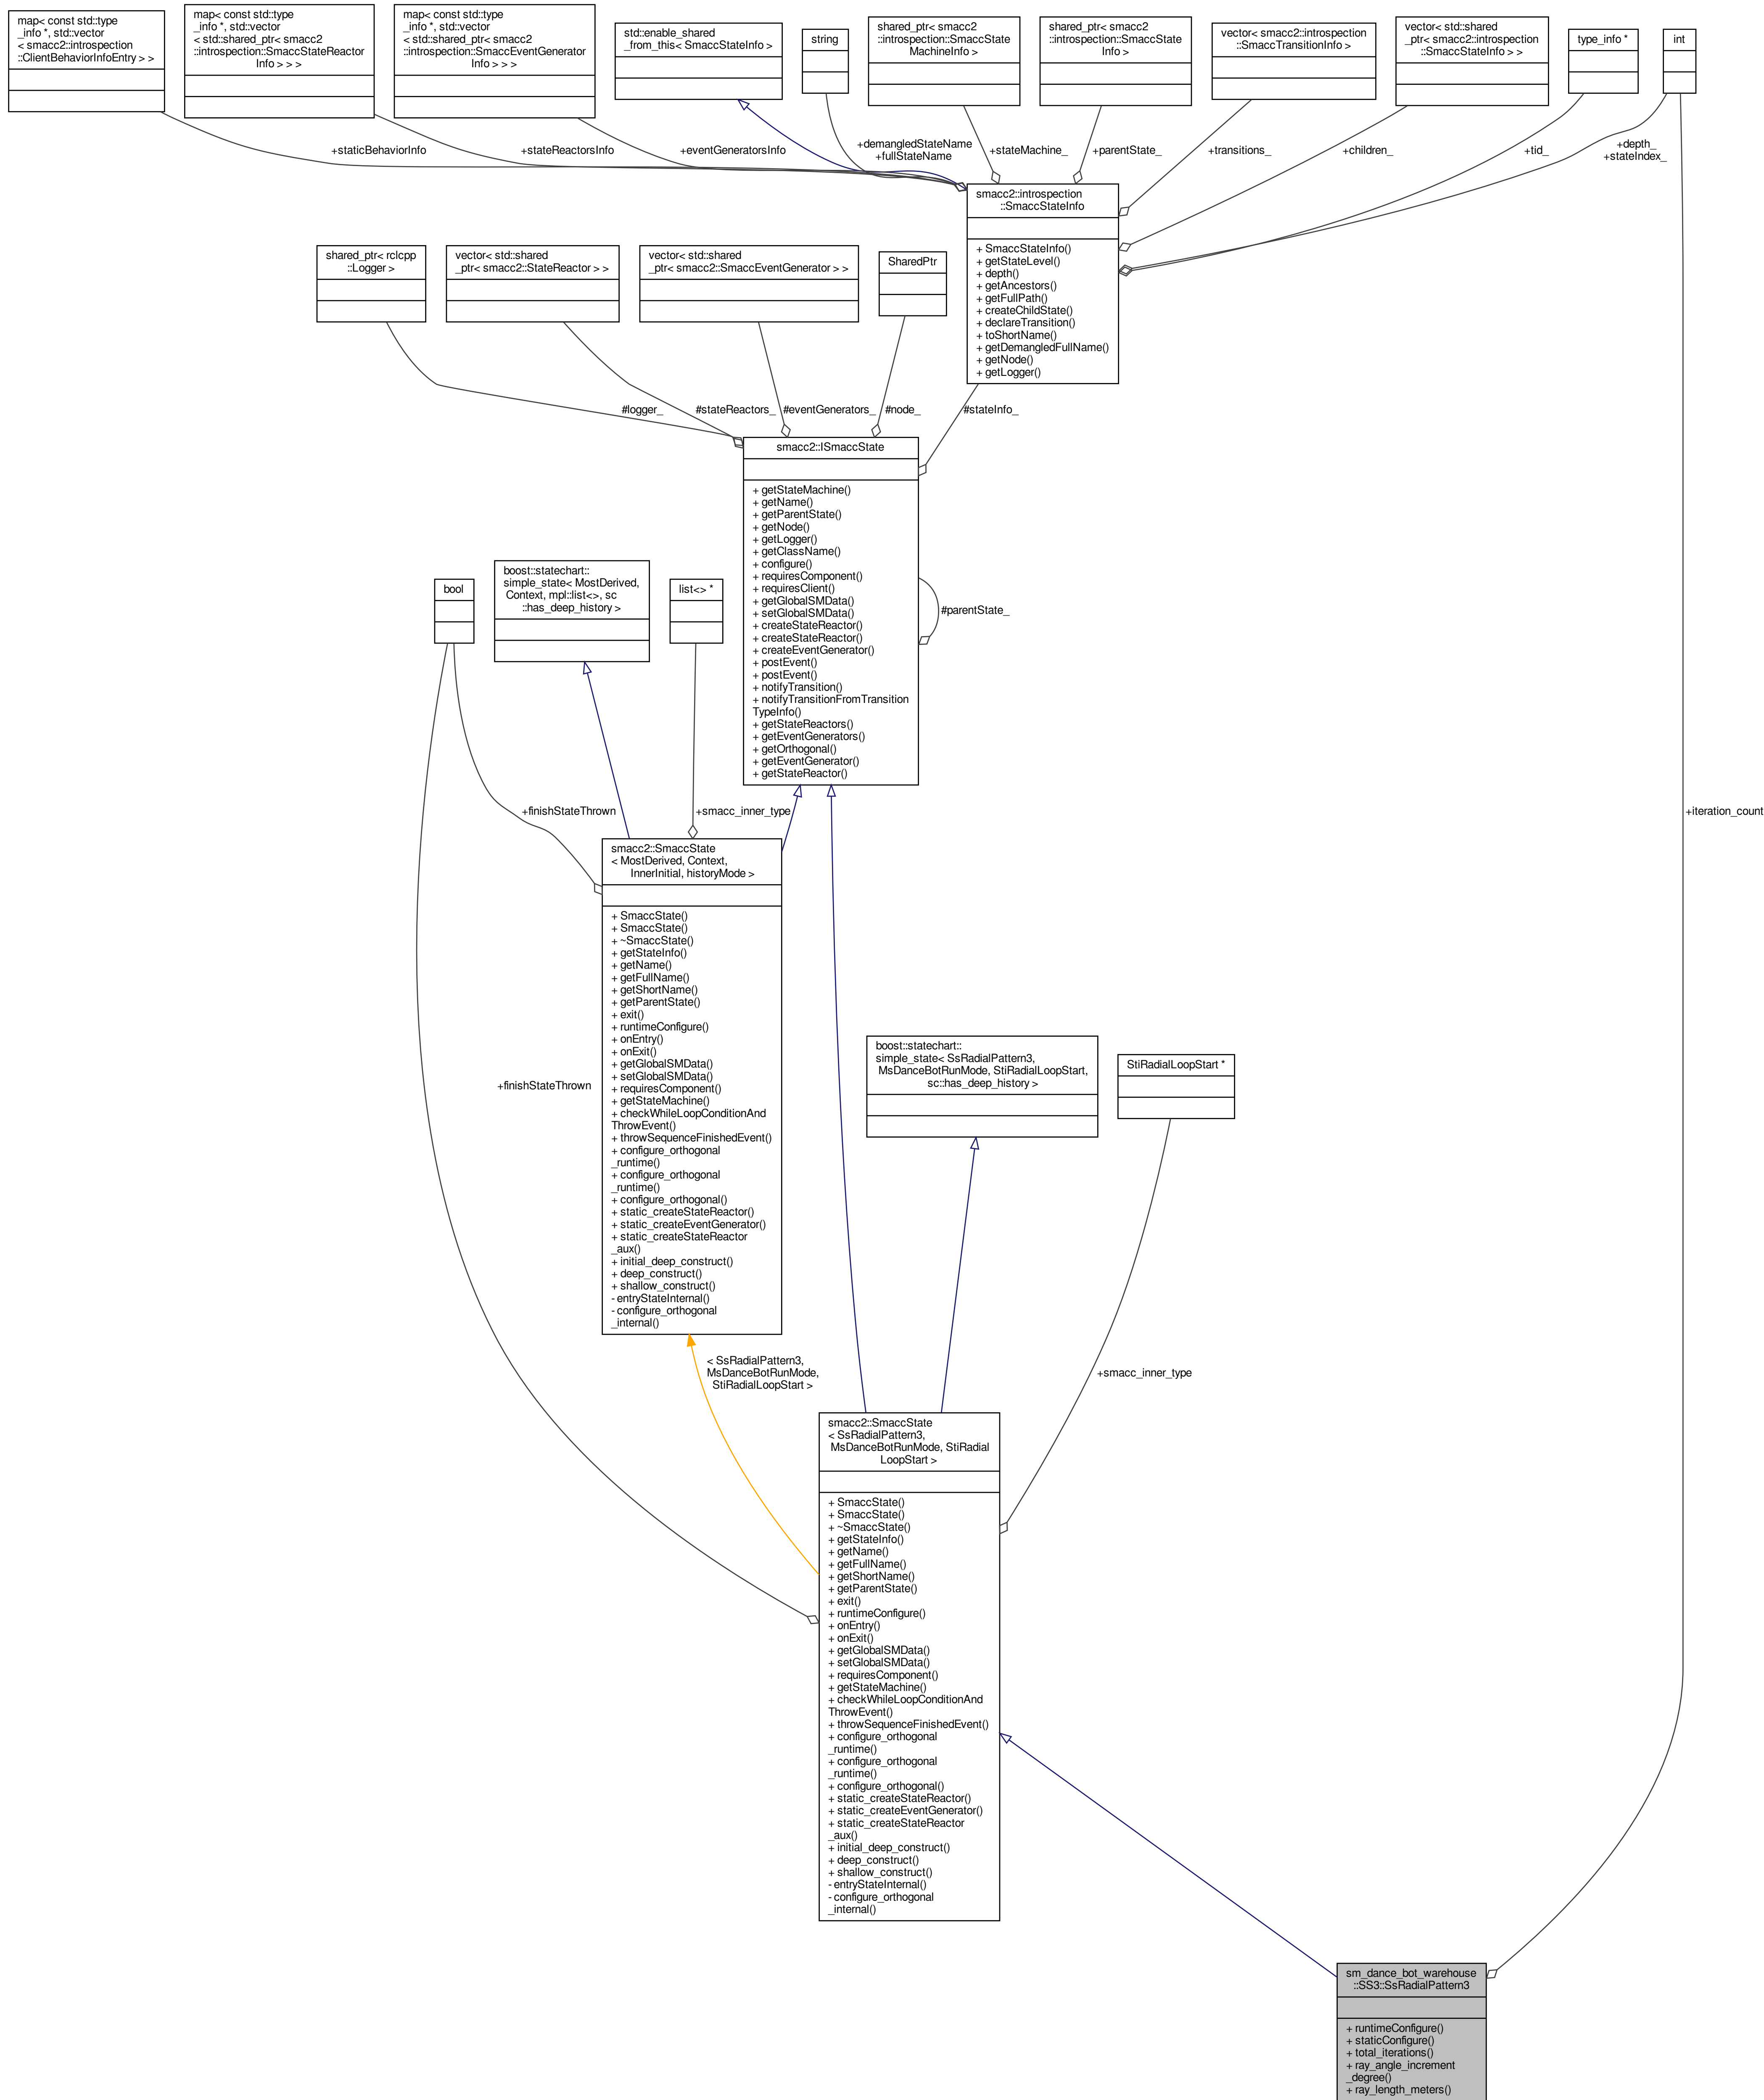 map< const std::type
_info *, std::vector
< smacc2::introspection
::ClientBehaviorInfoEntry > >
map< const std::type
_info *, std::vector
< std::shared_ptr< smacc2
::introspection::SmaccStateReactor
Info > > >
map< const std::type
_info *, std::vector
< std::shared_ptr< smacc2
::introspection::SmaccEventGenerator
Info > > >
std::enable_shared
_from_this< SmaccStateInfo >
string
shared_ptr< smacc2
::introspection::SmaccState
MachineInfo >
shared_ptr< smacc2
::introspection::SmaccState
Info >
vector< smacc2::introspection
::SmaccTransitionInfo >
vector< std::shared
_ptr< smacc2::introspection
::SmaccStateInfo > >
type_info *
int
+staticBehaviorInfo
+stateReactorsInfo
+eventGeneratorsInfo
+demangledStateName
+fullStateName
+stateMachine_
+parentState_
+transitions_
+children_
+tid_
+depth_
+stateIndex_
smacc2::introspection
::SmaccStateInfo
+ SmaccStateInfo()
+ getStateLevel()
+ depth()
+ getAncestors()
+ getFullPath()
+ createChildState()
+ declareTransition()
+ toShortName()
+ getDemangledFullName()
+ getNode()
+ getLogger()
shared_ptr< rclcpp
::Logger >
vector< std::shared
_ptr< smacc2::StateReactor > >
vector< std::shared
_ptr< smacc2::SmaccEventGenerator > >
SharedPtr
#logger_
#stateReactors_
#eventGenerators_
#node_
#stateInfo_
smacc2::ISmaccState
+ getStateMachine()
+ getName()
+ getParentState()
+ getNode()
+ getLogger()
+ getClassName()
+ configure()
+ requiresComponent()
+ requiresClient()
+ getGlobalSMData()
+ setGlobalSMData()
+ createStateReactor()
+ createStateReactor()
+ createEventGenerator()
+ postEvent()
+ postEvent()
+ notifyTransition()
+ notifyTransitionFromTransition
TypeInfo()
+ getStateReactors()
+ getEventGenerators()
+ getOrthogonal()
+ getEventGenerator()
+ getStateReactor()
#parentState_
bool
boost::statechart::
simple_state< MostDerived,
Context, mpl::list<>, sc
::has_deep_history >
list<> *
+finishStateThrown
+smacc_inner_type
+iteration_count
smacc2::SmaccState
< MostDerived, Context,
InnerInitial, historyMode >
+ SmaccState()
+ SmaccState()
+ ~SmaccState()
+ getStateInfo()
+ getName()
+ getFullName()
+ getShortName()
+ getParentState()
+ exit()
+ runtimeConfigure()
+ onEntry()
+ onExit()
+ getGlobalSMData()
+ setGlobalSMData()
+ requiresComponent()
+ getStateMachine()
+ checkWhileLoopConditionAnd
ThrowEvent()
+ throwSequenceFinishedEvent()
+ configure_orthogonal
_runtime()
+ configure_orthogonal
_runtime()
+ configure_orthogonal()
+ static_createStateReactor()
+ static_createEventGenerator()
+ static_createStateReactor
_aux()
+ initial_deep_construct()
+ deep_construct()
+ shallow_construct()
- entryStateInternal()
- configure_orthogonal
_internal()
+finishStateThrown
boost::statechart::
simple_state< SsRadialPattern3,
MsDanceBotRunMode, StiRadialLoopStart,
sc::has_deep_history >
StiRadialLoopStart *
< SsRadialPattern3,
MsDanceBotRunMode,
StiRadialLoopStart >
+smacc_inner_type
smacc2::SmaccState
< SsRadialPattern3,
MsDanceBotRunMode, StiRadial
LoopStart >
+ SmaccState()
+ SmaccState()
+ ~SmaccState()
+ getStateInfo()
+ getName()
+ getFullName()
+ getShortName()
+ getParentState()
+ exit()
+ runtimeConfigure()
+ onEntry()
+ onExit()
+ getGlobalSMData()
+ setGlobalSMData()
+ requiresComponent()
+ getStateMachine()
+ checkWhileLoopConditionAnd
ThrowEvent()
+ throwSequenceFinishedEvent()
+ configure_orthogonal
_runtime()
+ configure_orthogonal
_runtime()
+ configure_orthogonal()
+ static_createStateReactor()
+ static_createEventGenerator()
+ static_createStateReactor
_aux()
+ initial_deep_construct()
+ deep_construct()
+ shallow_construct()
- entryStateInternal()
- configure_orthogonal
_internal()
sm_dance_bot_warehouse
::SS3::SsRadialPattern3
+ runtimeConfigure()
+ staticConfigure()
+ total_iterations()
+ ray_angle_increment
_degree()
+ ray_length_meters()